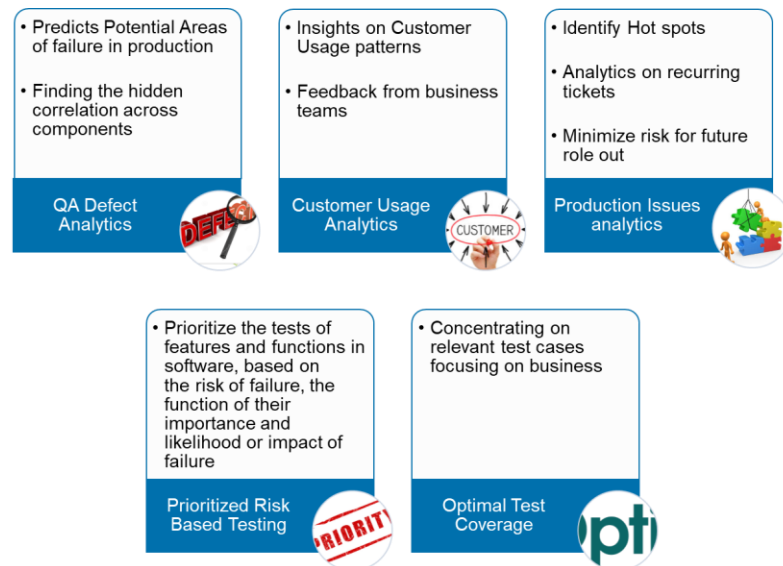 • Predicts Potential Areas
of failure in production
• Finding the hidden
correlation across
components
QA Defect
Analytics
DEFE
• Insights on Customer
Usage patterns
• Feedback from business
teams
Customer Usage
Analytics
CUSTOMER
• Identify Hot spots
• Analytics on recurring
tickets
• Minimize risk for future
role out
Production Issues
analytics
• Prioritize the tests of
features and functions in
software, based on
the risk of failure, the
function of their
importance and
likelihood or impact of
failure
Prioritized Risk
Based Testing
PRIORITY
• Concentrating on
relevant test cases
focusing on business
Optimal Test
Coverage
opti